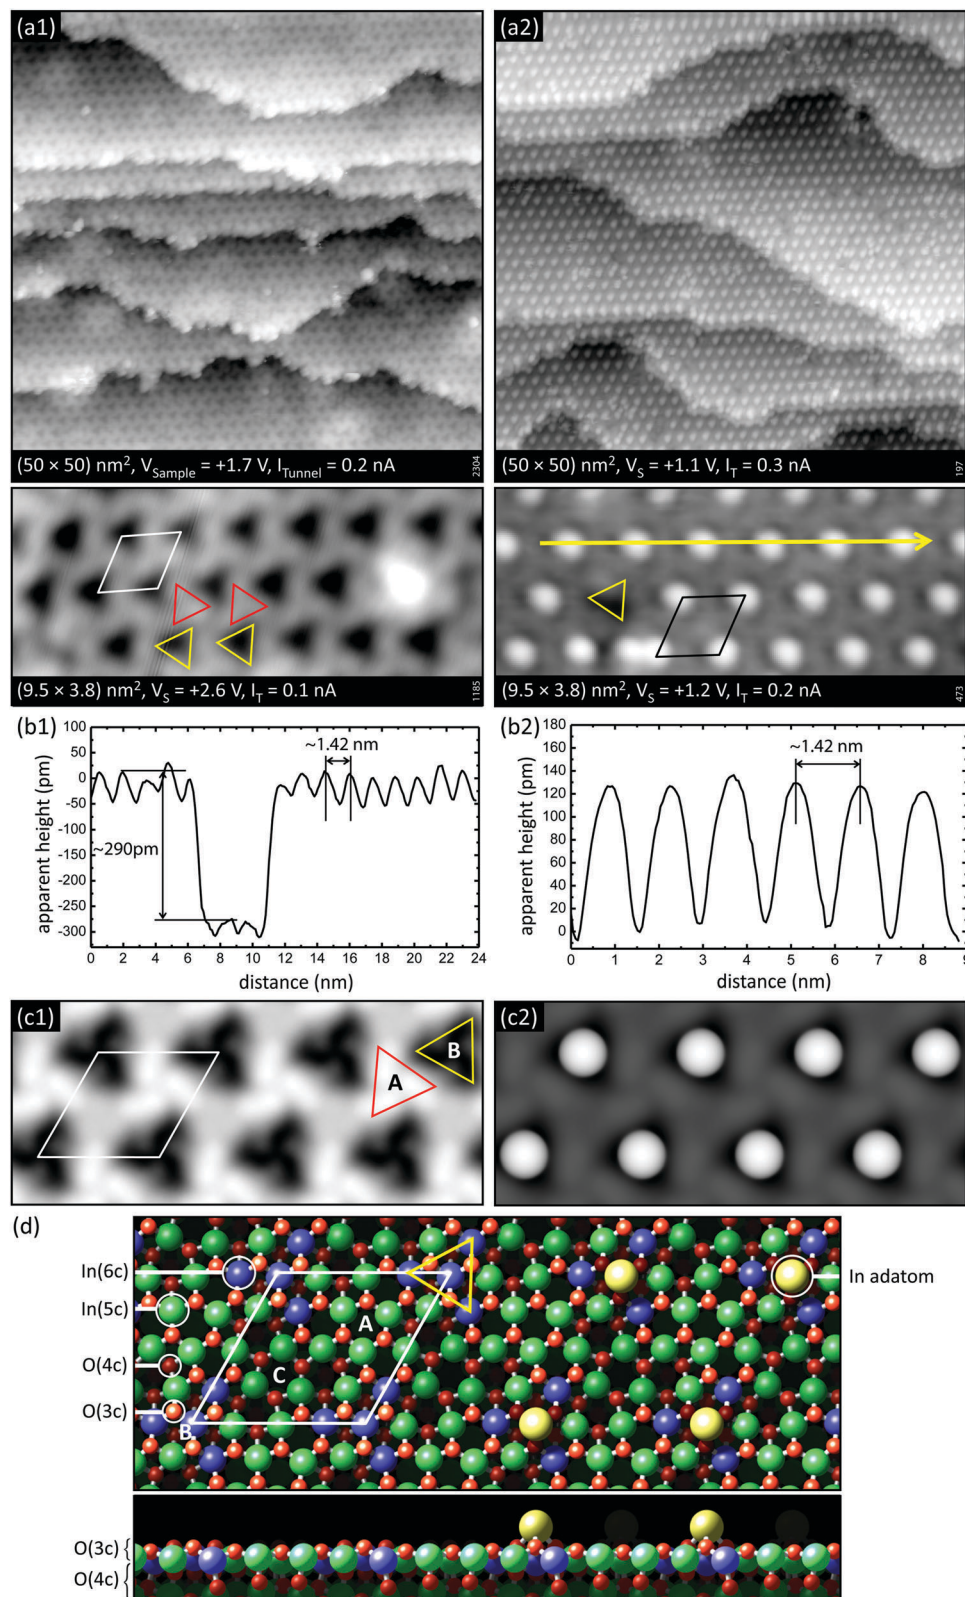 (a1)
(50 × 50) nm², V_Sample = +1.7 V, I_Tunnel = 0.2 nA
2304
(a2)
(50 × 50) nm², V_S = +1.1 V, I_T = 0.3 nA
197
(9.5 × 3.8) nm², V_S = +2.6 V, I_T = 0.1 nA
1185
(9.5 × 3.8) nm², V_S = +1.2 V, I_T = 0.2 nA
473
(b1)
apparent height (pm)
100
75
50
25
0
-50
-100
-150
-200
-250
-300
~1.42 nm
~290pm
0 2 4 6 8 10 12 14 16 18 20 22 24
distance (nm)
(b2)
apparent height (pm)
180
160
140
120
100
80
60
40
20
0
~1.42 nm
0 1 2 3 4 5 6 7 8 9
distance (nm)
(c1)
B
A
(c2)
(d)
In(6c)
In(5c)
O(4c)
O(3c)
A
C
B
In adatom
O(3c) {
O(4c) {